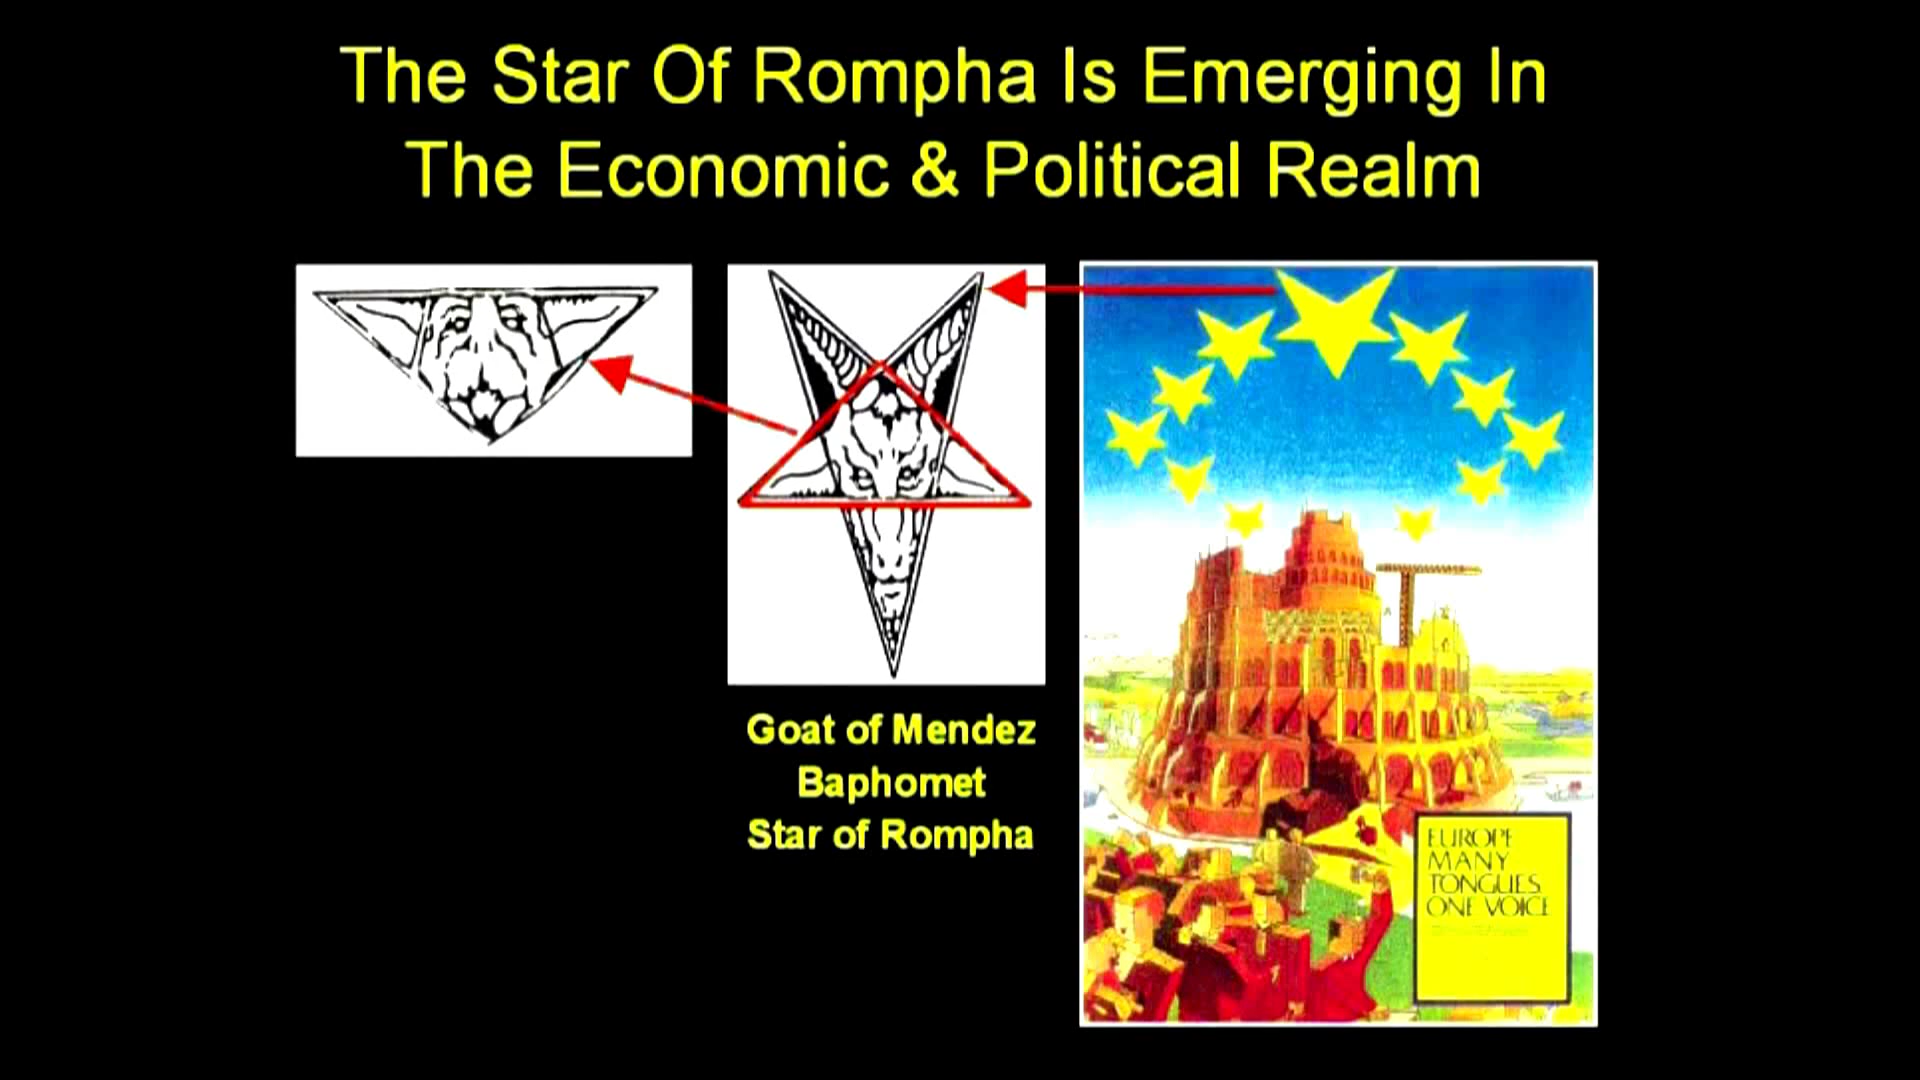 The Star Of Rompha Is Emerging In
The Economic & Political Realm
Goat of Mendez
Baphomet
Star of Rompha
EUROPE
MANY
TONGUES
ONE VOICE